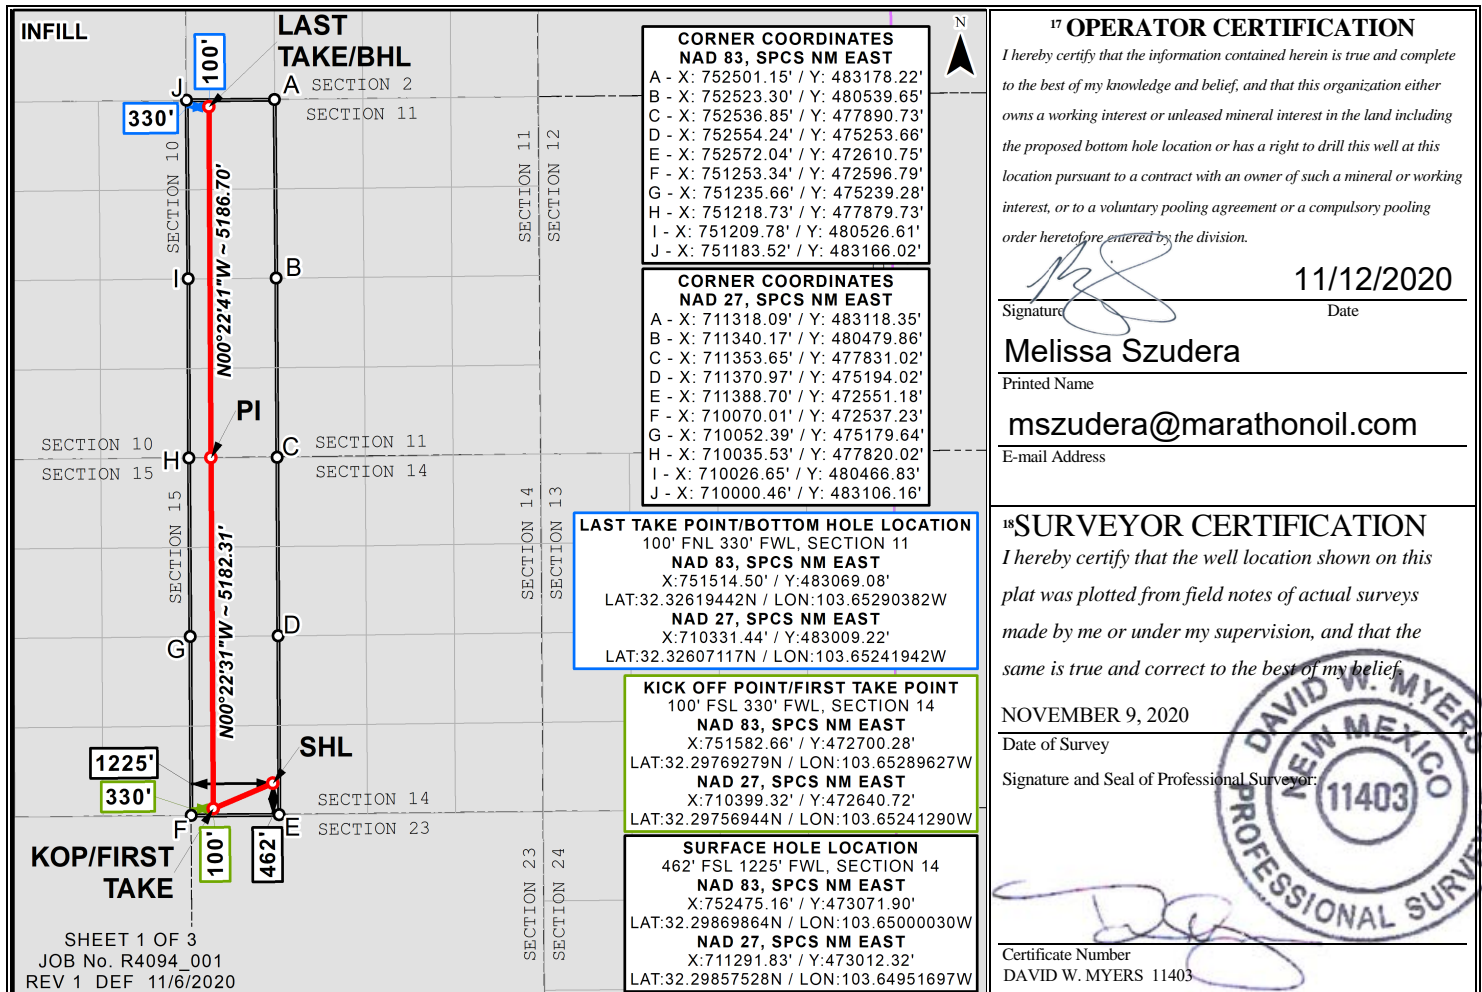 INFILL
LAST
TAKE/BHL
100'
J
A
SECTION 2
SECTION 11
330'
SECTION 10
SECTION 11
SECTION 12
N00°22'41"W ~ 5186.70'
I
B
PI
SECTION 10
SECTION 11
H
C
SECTION 15
SECTION 14
SECTION 15
SECTION 14
SECTION 13
N00°22'31"W ~ 5182.31'
G
D
SHL
1225'
330'
SECTION 14
F
E
SECTION 23
100'
462'
KOP/FIRST
TAKE
SECTION 23
SECTION 24
SHEET 1 OF 3
JOB No. R4094_001
REV 1 DEF 11/6/2020
N
CORNER COORDINATES
NAD 83, SPCS NM EAST
A - X: 752501.15' / Y: 483178.22'
B - X: 752523.30' / Y: 480539.65'
C - X: 752536.85' / Y: 477890.73'
D - X: 752554.24' / Y: 475253.66'
E - X: 752572.04' / Y: 472610.75'
F - X: 751253.34' / Y: 472596.79'
G - X: 751235.66' / Y: 475239.28'
H - X: 751218.73' / Y: 477879.73'
I - X: 751209.78' / Y: 480526.61'
J - X: 751183.52' / Y: 483166.02'
CORNER COORDINATES
NAD 27, SPCS NM EAST
A - X: 711318.09' / Y: 483118.35'
B - X: 711340.17' / Y: 480479.86'
C - X: 711353.65' / Y: 477831.02'
D - X: 711370.97' / Y: 475194.02'
E - X: 711388.70' / Y: 472551.18'
F - X: 710070.01' / Y: 472537.23'
G - X: 710052.39' / Y: 475179.64'
H - X: 710035.53' / Y: 477820.02'
I - X: 710026.65' / Y: 480466.83'
J - X: 710000.46' / Y: 483106.16'
LAST TAKE POINT/BOTTOM HOLE LOCATION
100' FNL 330' FWL, SECTION 11
NAD 83, SPCS NM EAST
X:751514.50' / Y:483069.08'
LAT:32.32619442N / LON:103.65290382W
NAD 27, SPCS NM EAST
X:710331.44' / Y:483009.22'
LAT:32.32607117N / LON:103.65241942W
KICK OFF POINT/FIRST TAKE POINT
100' FSL 330' FWL, SECTION 14
NAD 83, SPCS NM EAST
X:751582.66' / Y:472700.28'
LAT:32.29769279N / LON:103.65289627W
NAD 27, SPCS NM EAST
X:710399.32' / Y:472640.72'
LAT:32.29756944N / LON:103.65241290W
SURFACE HOLE LOCATION
462' FSL 1225' FWL, SECTION 14
NAD 83, SPCS NM EAST
X:752475.16' / Y:473071.90'
LAT:32.29869864N / LON:103.65000030W
NAD 27, SPCS NM EAST
X:711291.83' / Y:473012.32'
LAT:32.29857528N / LON:103.64951697W
17 OPERATOR CERTIFICATION
I hereby certify that the information contained herein is true and complete
to the best of my knowledge and belief, and that this organization either
owns a working interest or unleased mineral interest in the land including
the proposed bottom hole location or has a right to drill this well at this
location pursuant to a contract with an owner of such a mineral or working
interest, or to a voluntary pooling agreement or a compulsory pooling
order heretofore entered by the division.
11/12/2020
Signature Date
Melissa Szudera
Printed Name
mszudera@marathonoil.com
E-mail Address
18 SURVEYOR CERTIFICATION
I hereby certify that the well location shown on this
plat was plotted from field notes of actual surveys
made by me or under my supervision, and that the
same is true and correct to the best of my belief.
NOVEMBER 9, 2020
Date of Survey
Signature and Seal of Professional Surveyor:
DAVID W. MYERS
NEW MEXICO
11403
PROFESSIONAL SURVEY
Certificate Number
DAVID W. MYERS 11403